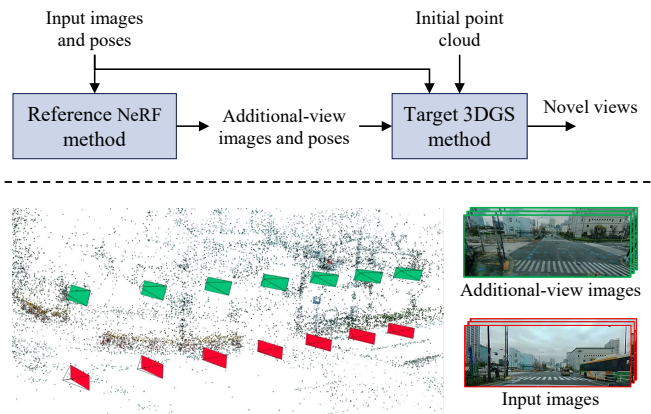 Input images
and poses
Initial point
cloud
Reference NeRF
method
Additional-view
images and poses
Target 3DGS
method
Novel views
Additional-view images
Input images